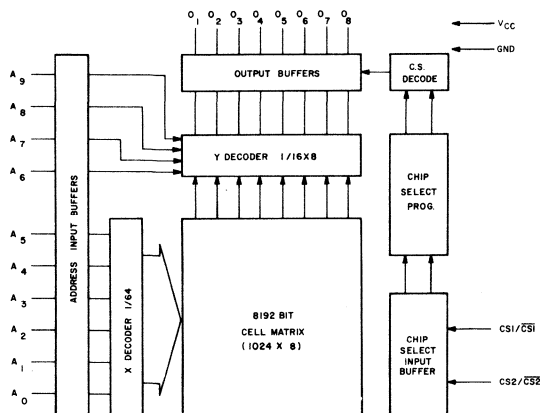 O1 O2 O3 O4 O5 O6 O7 O8
VCC
GND
OUTPUT BUFFERS
C.S.
DECODE
A9
A8
A7
A6
A5
A4
A3
A2
A1
A0
ADDRESS INPUT BUFFERS
Y DECODER 1/16X8
CHIP
SELECT
PROG.
X DECODER 1/64
8192 BIT
CELL MATRIX
(1024 X 8)
CHIP
SELECT
INPUT
BUFFER
CS1/C̅S̅1̅
CS2/C̅S̅2̅